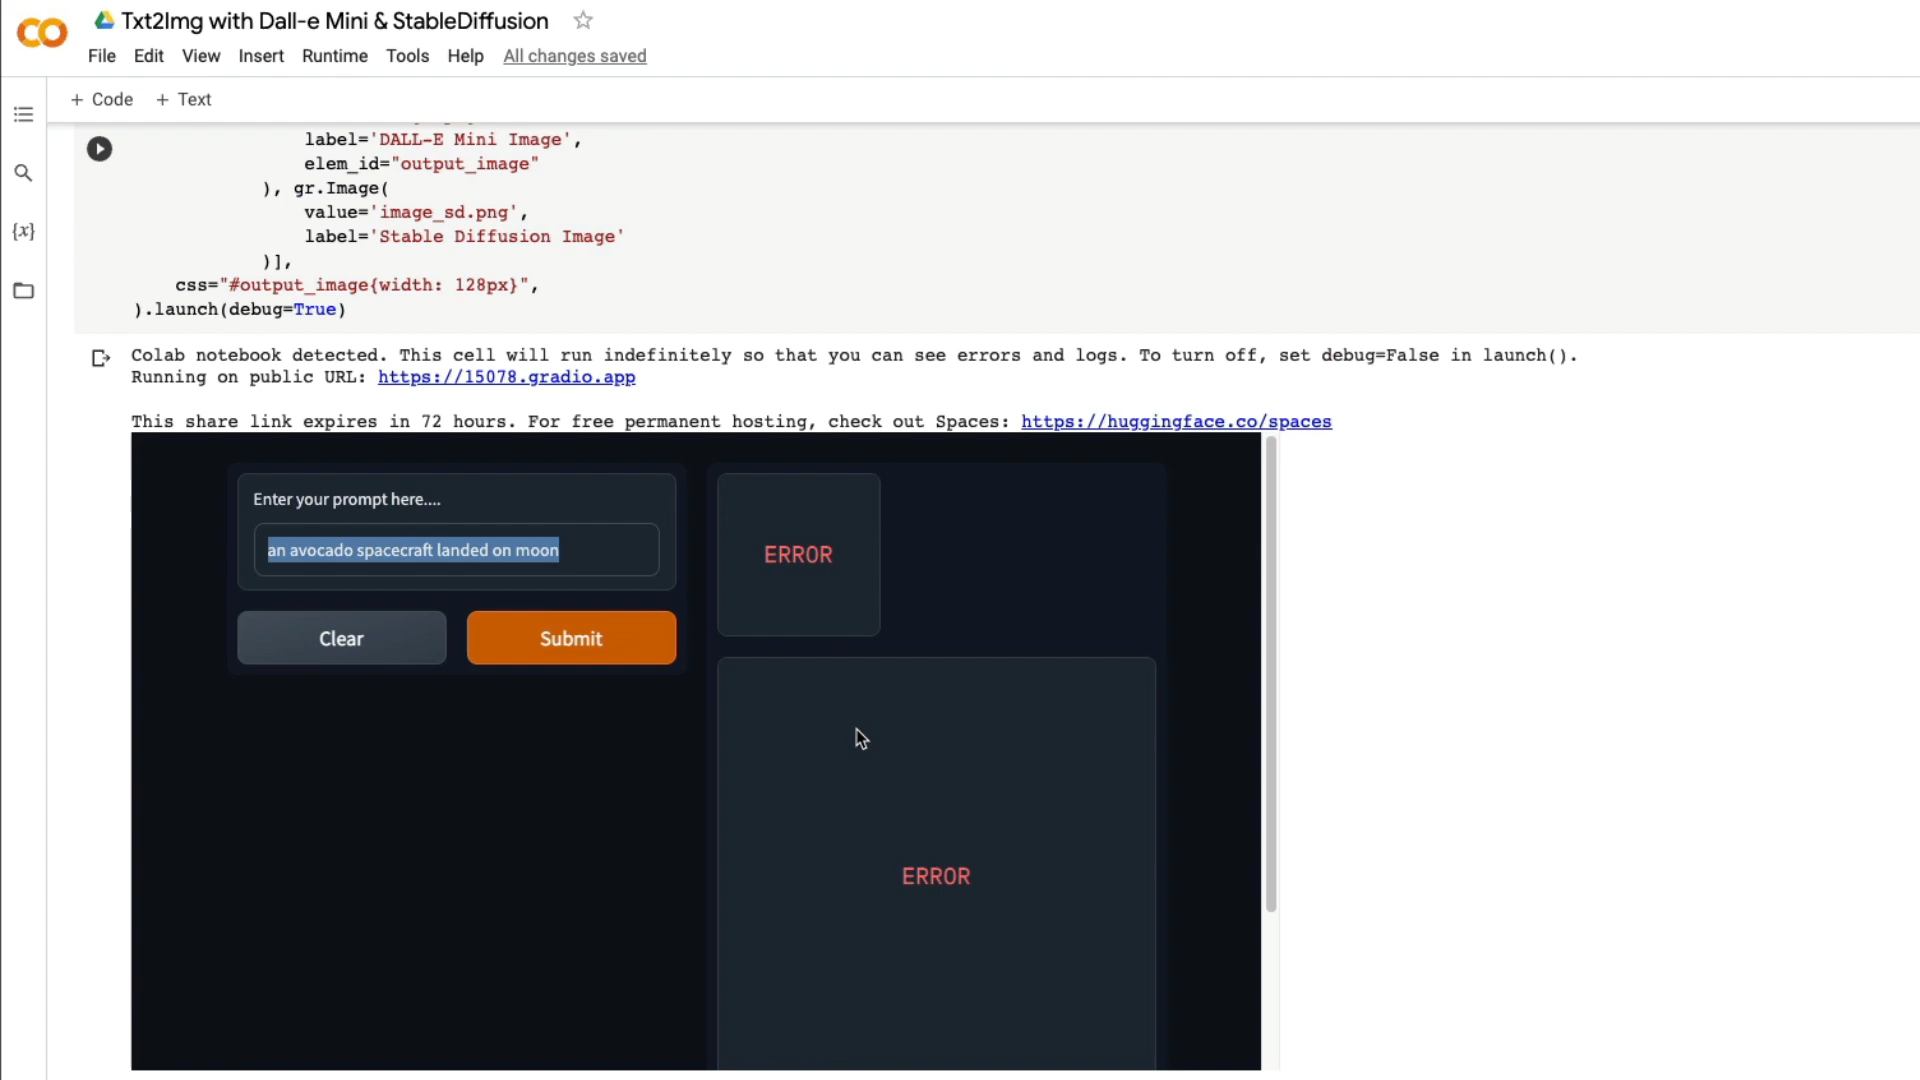 Txt2Img with Dall-e Mini & StableDiffusion
File Edit View Insert Runtime Tools Help All changes saved
+ Code + Text
label='DALL-E Mini Image',
elem_id="output_image"
), gr.Image(
value='image_sd.png',
label='Stable Diffusion Image'
)],
css="#output_image{width: 128px}",
).launch(debug=True)
{x}
Colab notebook detected. This cell will run indefinitely so that you can see errors and logs. To turn off, set debug=False in launch().
Running on public URL: https://15078.gradio.app
This share link expires in 72 hours. For free permanent hosting, check out Spaces: https://huggingface.co/spaces
Enter your prompt here....
an avocado spacecraft landed on moon
Clear
Submit
ERROR
ERROR